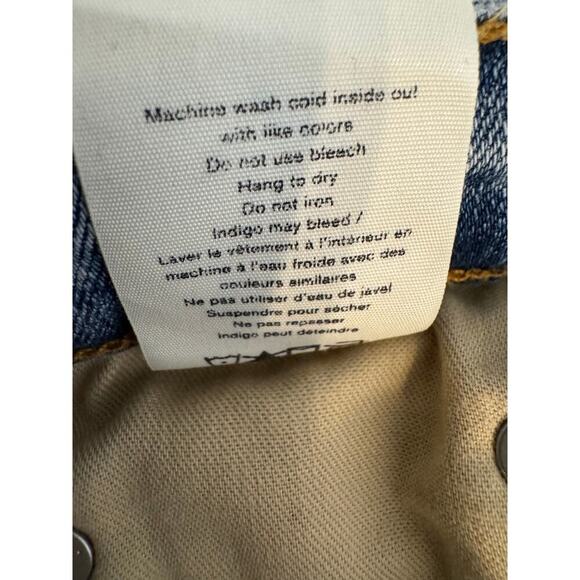 Machine wash cold inside out
with like colors
Do not use bleach
Hang to dry
Do not iron
Indigo may bleed /
Laver le vêtement à l'intérieur en
machine à l'eau froide avec des
couleurs similaires
Ne pas utiliser d'eau de javel
Suspendre pour sécher
Ne pas repasser
Indigo peut déteindre